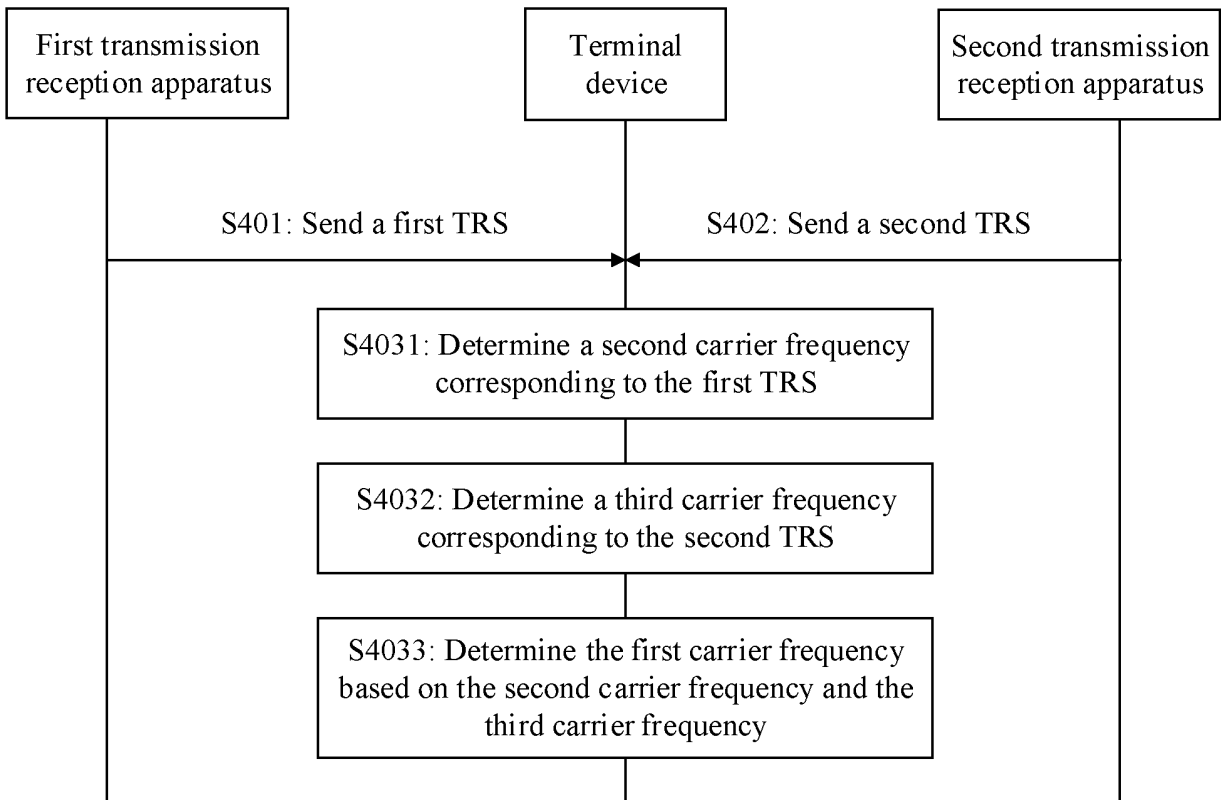 First transmission
reception apparatus
Terminal
device
Second transmission
reception apparatus
S401: Send a first TRS
S402: Send a second TRS
S4031: Determine a second carrier frequency
corresponding to the first TRS
S4032: Determine a third carrier frequency
corresponding to the second TRS
S4033: Determine the first carrier frequency
based on the second carrier frequency and the
third carrier frequency